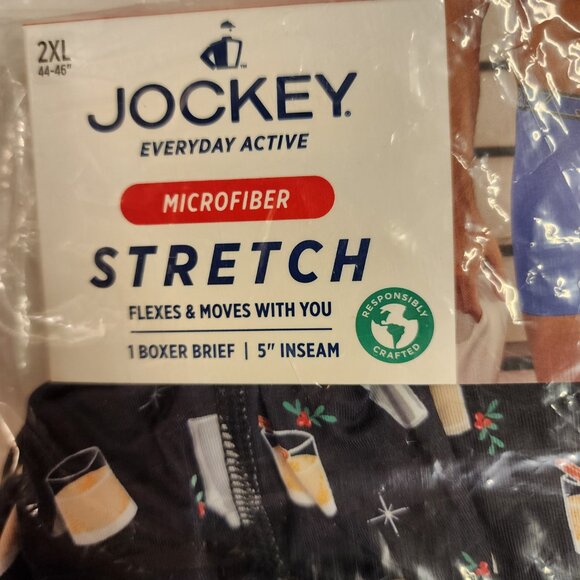 2XL
44-46"
JOCKEY
TM
EVERYDAY ACTIVE
MICROFIBER
STRETCH
FLEXES & MOVES WITH YOU
1 BOXER BRIEF | 5" INSEAM
RESPONSIBLY
CRAFTED